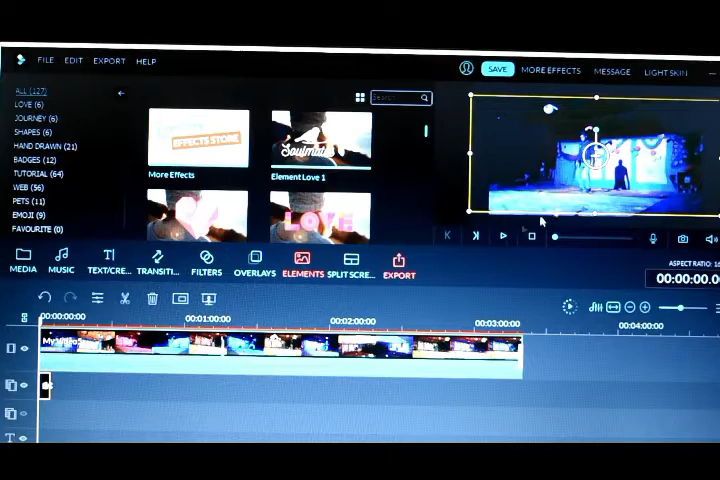 FILE EDIT EXPORT HELP
SAVE MORE EFFECTS MESSAGE LIGHT SKIN
ALL (127)
LOVE (6)
JOURNEY (6)
SHAPES (6)
HAND DRAWN (21)
BADGES (12)
TUTORIAL (64)
WEB (56)
PETS (11)
EMOJI (9)
FAVOURITE (0)
Search
EFFECTS STORE
More Effects
Soulmates
Element Love 1
LOVE
MEDIA MUSIC TEXT/CRE... TRANSITI... FILTERS OVERLAYS ELEMENTS SPLIT SCRE... EXPORT
ASPECT RATIO: 16
00:00:00.0
00:00:00:00 00:01:00:00 00:02:00:00 00:03:00:00 00:04:00:00